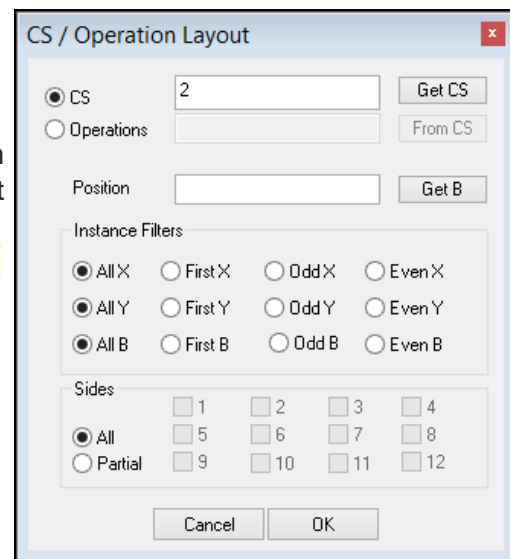 CS / Operation Layout x
CS 2 Get CS
Operations From CS
Position Get B
Instance Filters
All X First X Odd X Even X
All Y First Y Odd Y Even Y
All B First B Odd B Even B
Sides
1 2 3 4
All 5 6 7 8
Partial 9 10 11 12
Cancel OK